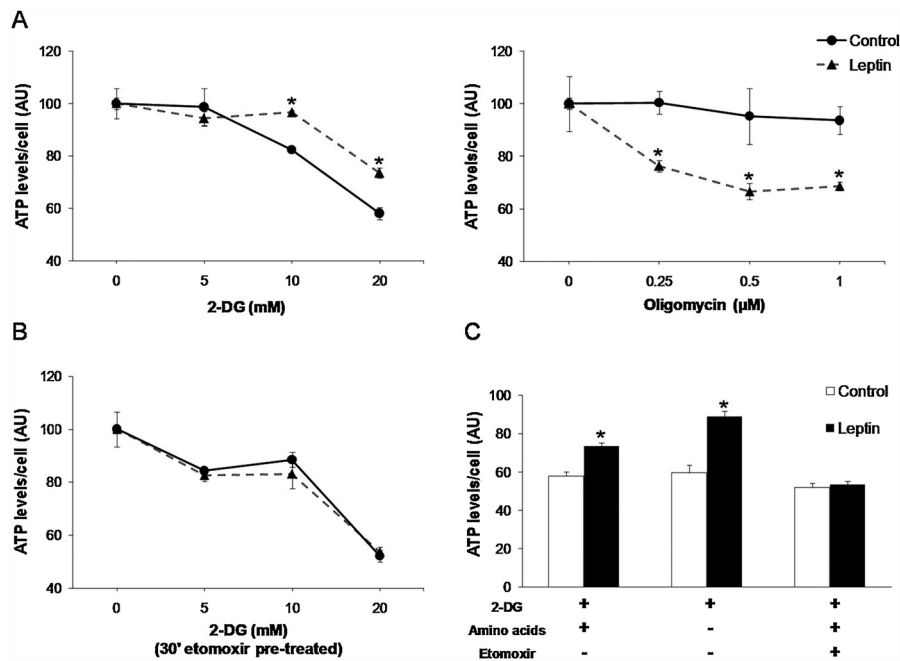 A
120
100
80
60
40
ATP levels/cell (AU)
*
*
0 5 10 20
2-DG (mM)
Control
Leptin
120
100
80
60
40
ATP levels/cell (AU)
*
*
*
0 0.25 0.5 1
Oligomycin (µM)
B
120
100
80
60
40
ATP levels/cell (AU)
0 5 10 20
2-DG (mM)
(30' etomoxir pre-treated)
C
100
80
60
40
20
0
ATP levels/cell (AU)
Control
Leptin
*
*
2-DG + + +
Amino acids + - +
Etomoxir - - +